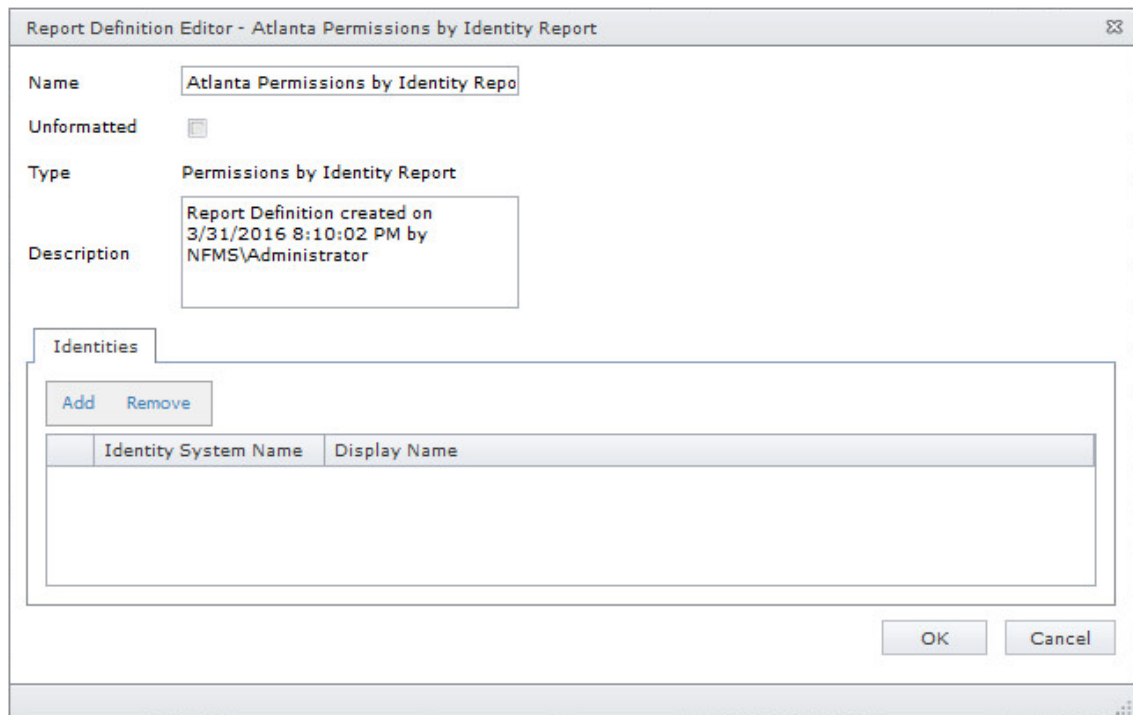 Report Definition Editor - Atlanta Permissions by Identity Report
Name
Atlanta Permissions by Identity Repo
Unformatted
Type
Permissions by Identity Report
Description
Report Definition created on
3/31/2016 8:10:02 PM by
NFMS\Administrator
Identities
Add Remove
Identity System Name Display Name
OK Cancel